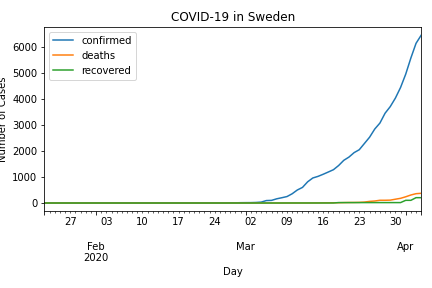 COVID-19 in Sweden
confirmed
deaths
recovered
Number of Cases
6000
5000
4000
3000
2000
1000
0
27 03 10 17 24 02 09 16 23 30
Feb Mar Apr
2020
Day